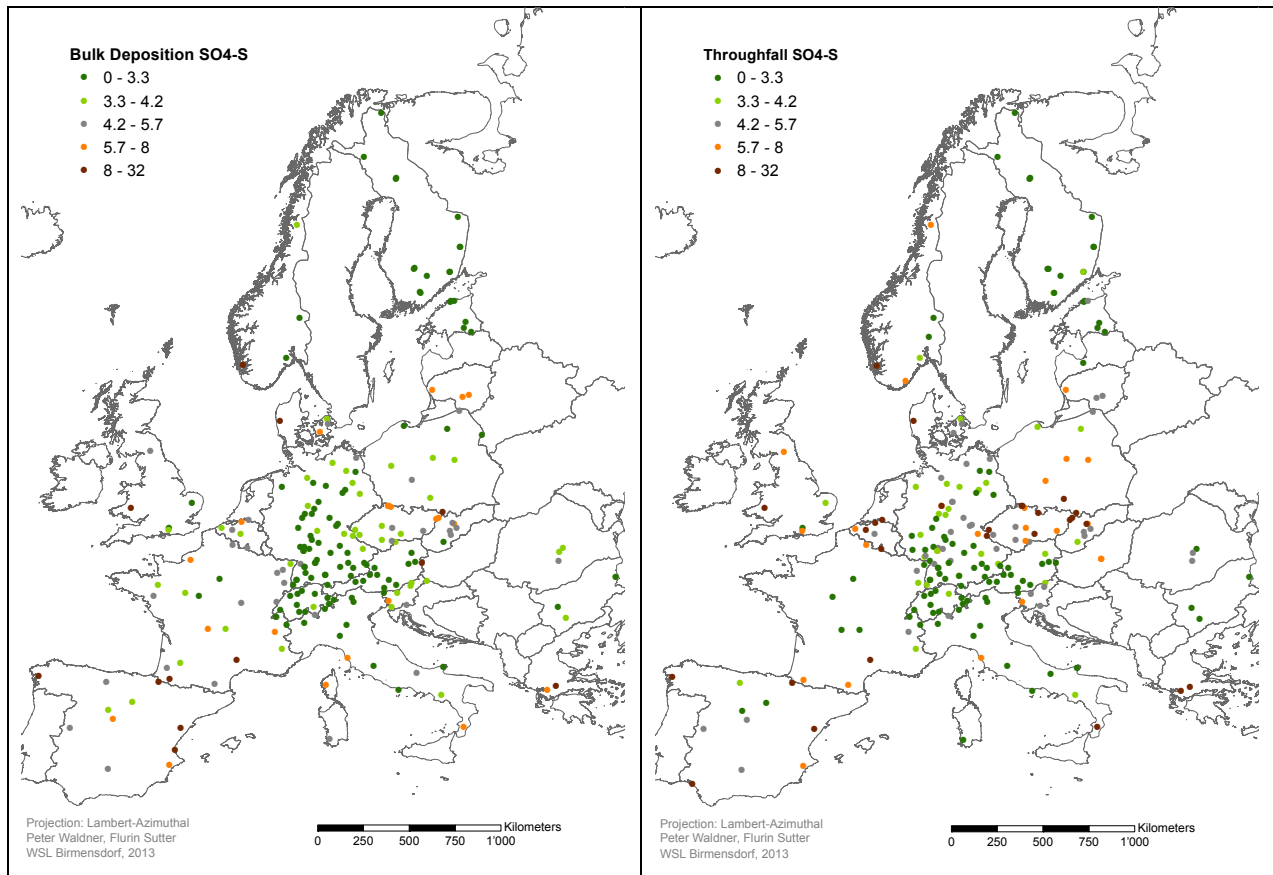 Bulk Deposition SO4-S
0 - 3.3
3.3 - 4.2
4.2 - 5.7
5.7 - 8
8 - 32
Projection: Lambert-Azimuthal
Peter Waldner, Flurin Sutter
WSL Birmensdorf, 2013
Kilometers
0 250 500 750 1'000
Throughfall SO4-S
0 - 3.3
3.3 - 4.2
4.2 - 5.7
5.7 - 8
8 - 32
Projection: Lambert-Azimuthal
Peter Waldner, Flurin Sutter
WSL Birmensdorf, 2013
Kilometers
0 250 500 750 1'000